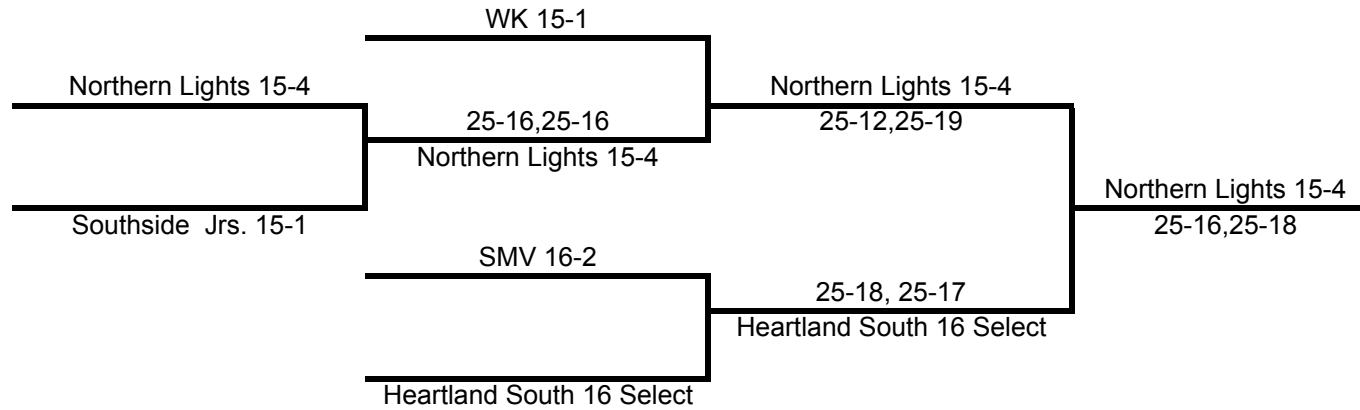 WK 15-1
Northern Lights 15-4
Northern Lights 15-4
25-16,25-16
25-12,25-19
Northern Lights 15-4
Northern Lights 15-4
Southside  Jrs. 15-1
25-16,25-18
SMV 16-2
25-18, 25-17
Heartland South 16 Select
Heartland South 16 Select